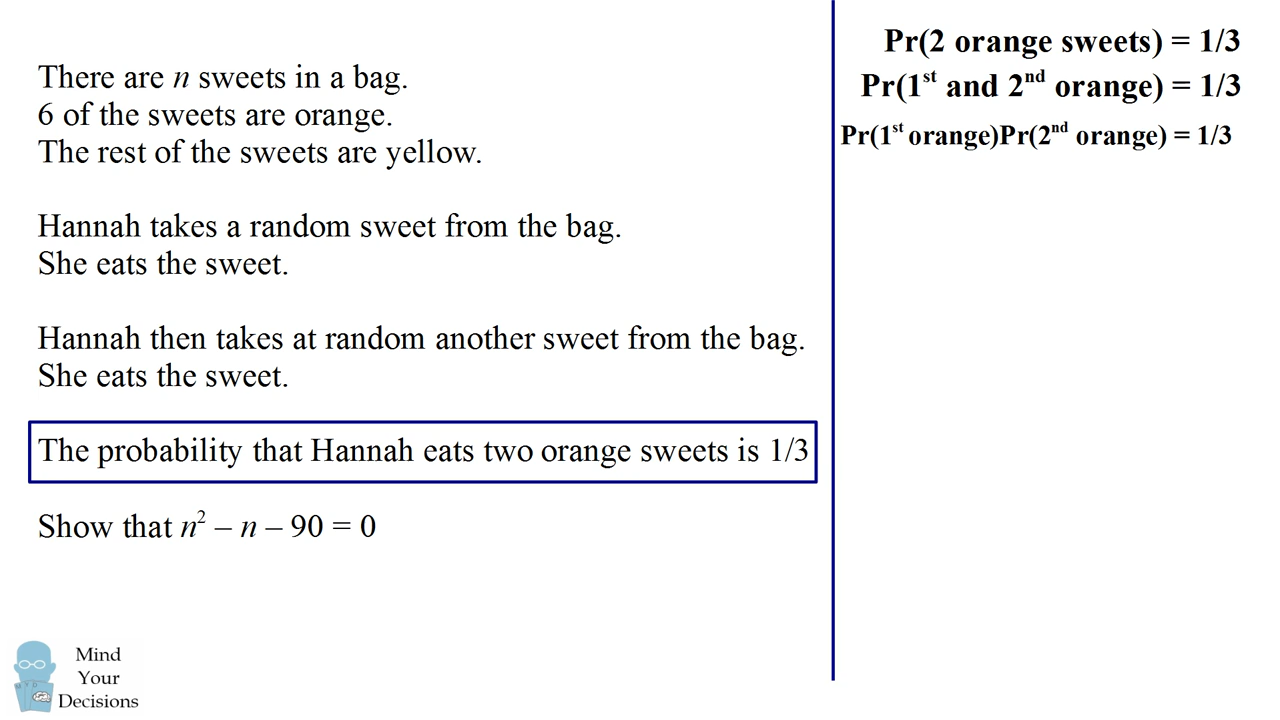 There are n sweets in a bag.
6 of the sweets are orange.
The rest of the sweets are yellow.
Hannah takes a random sweet from the bag.
She eats the sweet.
Hannah then takes at random another sweet from the bag.
She eats the sweet.
The probability that Hannah eats two orange sweets is 1/3
Show that n² – n – 90 = 0
Pr(2 orange sweets) = 1/3
Pr(1st and 2nd orange) = 1/3
Pr(1st orange)Pr(2nd orange) = 1/3
Mind
Your
Decisions